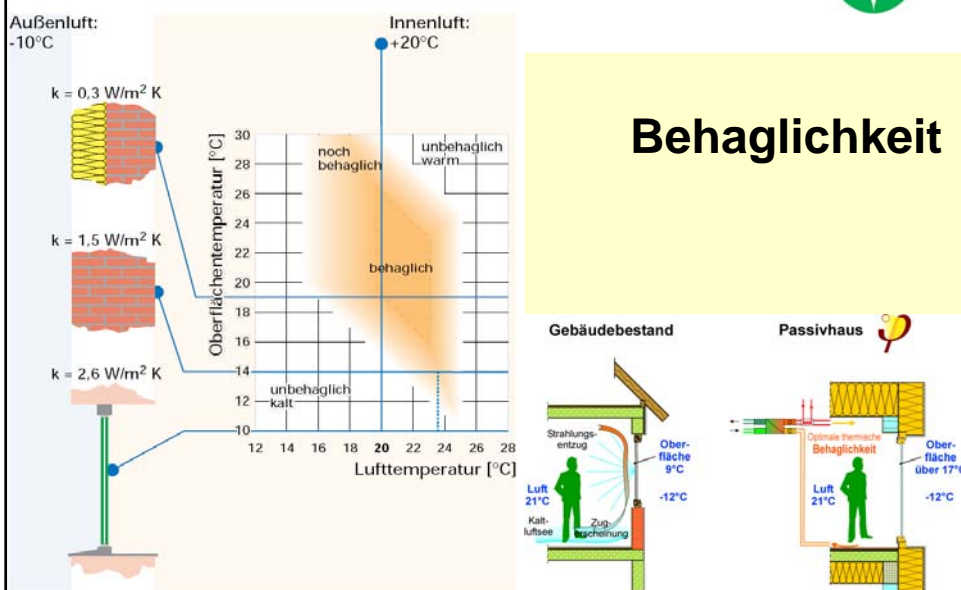 Außenluft:
-10°C
Innenluft:
+20°C
k = 0,3 W/m² K
k = 1,5 W/m² K
k = 2,6 W/m² K
Oberflächentemperatur [°C]
30
28
26
24
22
20
18
16
14
12
10
noch
behaglich
unbehaglich
warm
behaglich
unbehaglich
kalt
12 14 16 18 20 22 24 26 28
Lufttemperatur [°C]
Behaglichkeit
Gebäudebestand
Strahlungs-
entzug
Ober-
fläche
9°C
-12°C
Luft
21°C
Kalt-
luftsee
Zug-
erscheinung
Passivhaus
Optimale thermische
Behaglichkeit
Ober-
fläche
über 17°C
-12°C
Luft
21°C